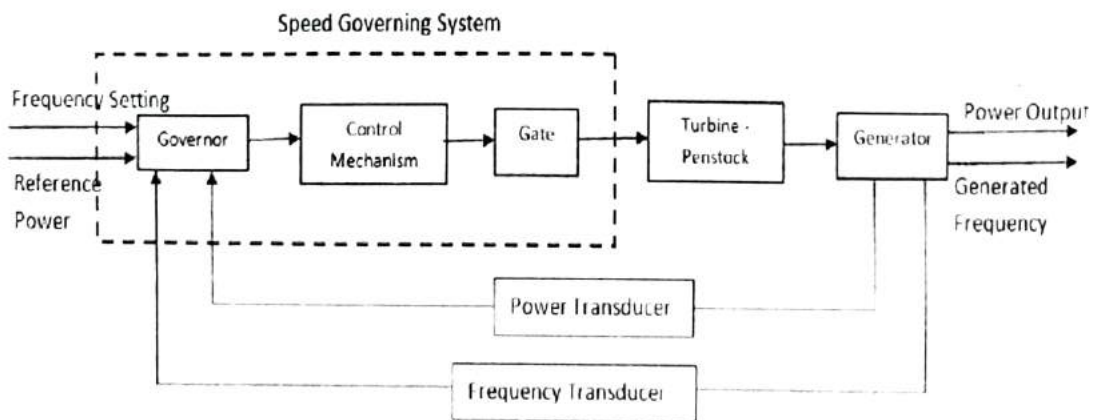 Speed Governing System
Frequency Setting
Reference
Power
Governor
Control
Mechanism
Gate
Turbine -
Penstock
Generator
Power Output
Generated
Frequency
Power Transducer
Frequency Transducer